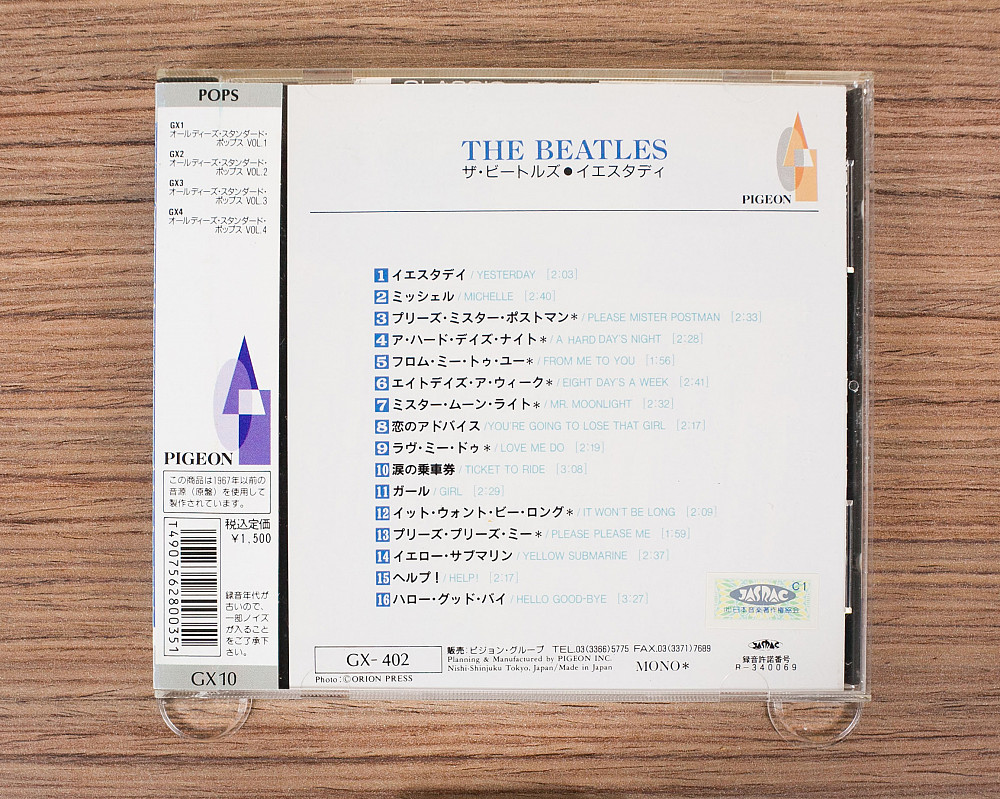 POPS
GX1
オールディーズ・スタンダード・
ポップス VOL.1
GX2
オールディーズ・スタンダード・
ポップス VOL.2
GX3
オールディーズ・スタンダード・
ポップス VOL.3
GX4
オールディーズ・スタンダード・
ポップス VOL.4
PIGEON
この商品は1967年以前の
音源（原盤）を使用して
製作されています。
T4907562800351
税込定価
¥1,500
録音年代が
古いので、
一部ノイズ
が入ること
をご了承下
さい。
GX10
THE BEATLES
ザ・ビートルズ●イエスタディ
PIGEON
1 イエスタデイ / YESTERDAY [2:03]
2 ミッシェル / MICHELLE [2:40]
3 プリーズ・ミスター・ポストマン* / PLEASE MISTER POSTMAN [2:33]
4 ア・ハード・デイズ・ナイト* / A HARD DAY'S NIGHT [2:28]
5 フロム・ミー・トゥ・ユー* / FROM ME TO YOU [1:56]
6 エイトデイズ・ア・ウィーク* / EIGHT DAY'S A WEEK [2:41]
7 ミスター・ムーン・ライト* / MR. MOONLIGHT [2:32]
8 恋のアドバイス / YOU'RE GOING TO LOSE THAT GIRL [2:17]
9 ラヴ・ミー・ドゥ* / LOVE ME DO [2:19]
10 涙の乗車券 / TICKET TO RIDE [3:08]
11 ガール / GIRL [2:29]
12 イット・ウォント・ビー・ロング* / IT WON'T BE LONG [2:09]
13 プリーズ・プリーズ・ミー* / PLEASE PLEASE ME [1:59]
14 イエロー・サブマリン / YELLOW SUBMARINE [2:37]
15 ヘルプ！ / HELP! [2:17]
16 ハロー・グッド・バイ / HELLO GOOD-BYE [3:27]
C1
JASRAC
日本音楽著作権協会
GX-402
販売：ピジョン・グループ TEL.03(3366)5775 FAX.03(3371)7689
Planning & Manufactured by PIGEON INC.
Nishi-Shinjuku Tokyo, Japan/Made in Japan
MONO*
JASRAC
録音許諾番号
R-340069
Photo:ⒸORION PRESS